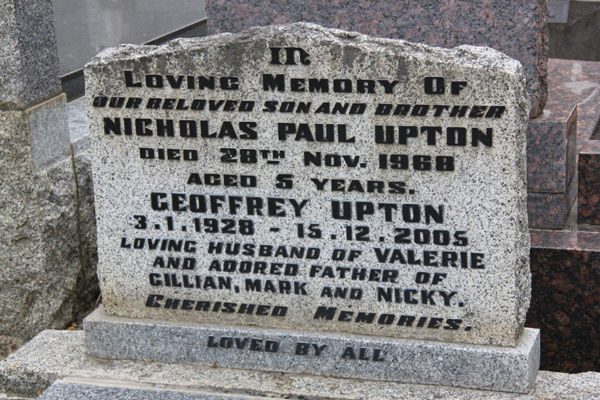 In
Loving Memory Of
our beloved son and brother
NICHOLAS PAUL UPTON
Died 28th Nov. 1968
aged 5 years.
GEOFFREY UPTON
3.1.1928 - 15.12.2005
Loving husband of VALERIE
and adored father of
GILLIAN, MARK and NICKY.
Cherished Memories.
LOVED BY ALL